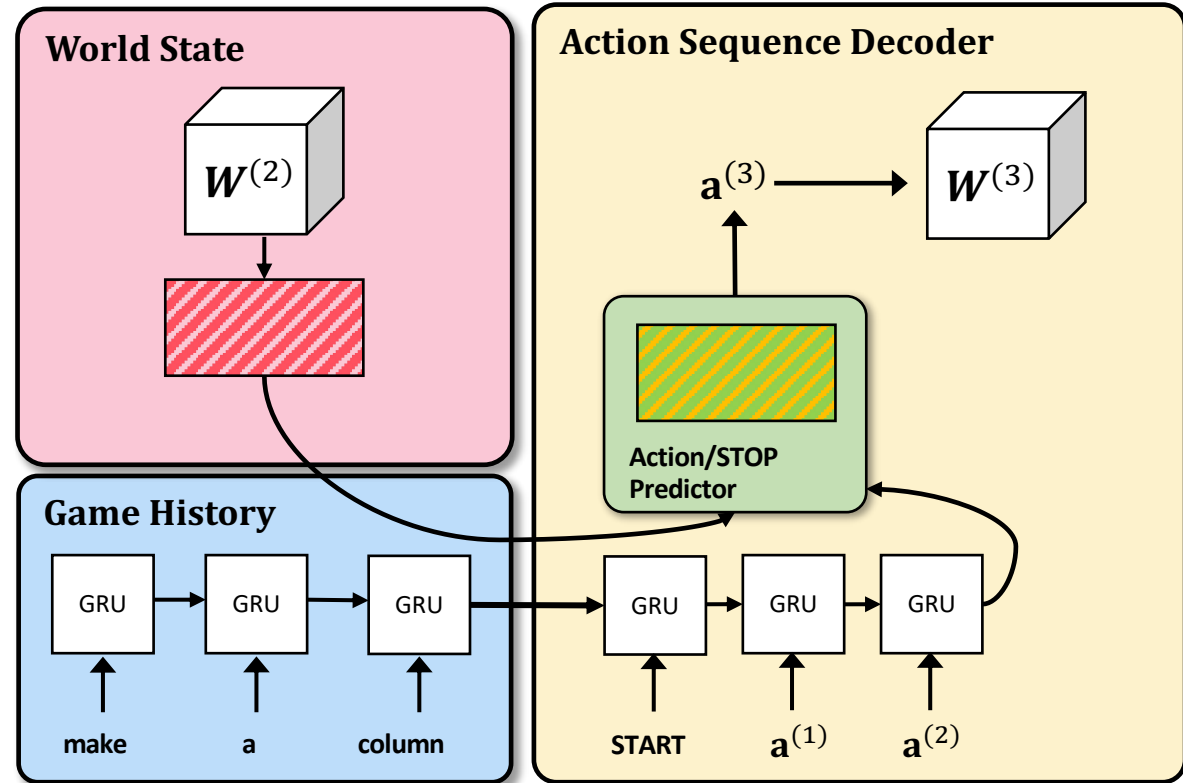 World State
W^(2)
Game History
GRU GRU GRU
make a column
Action Sequence Decoder
a^(3) W^(3)
Action/STOP
Predictor
GRU GRU GRU
START a^(1) a^(2)